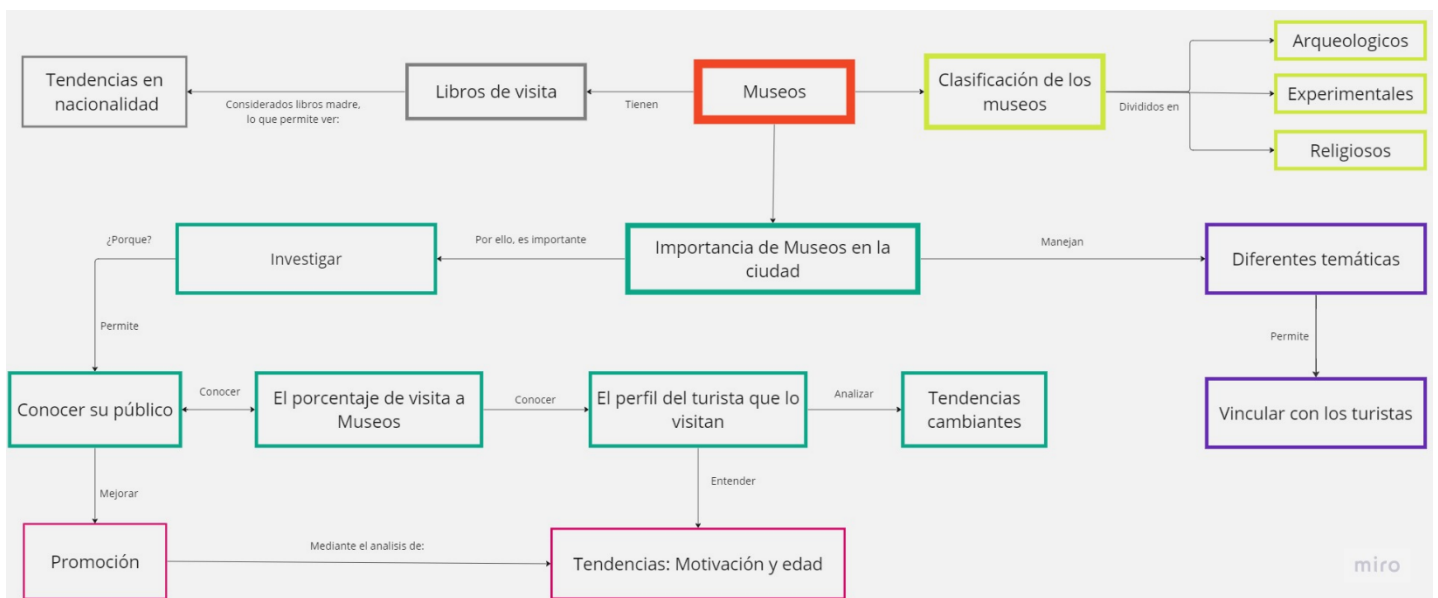 Arqueologicos
Tendencias en
nacionalidad
Considerados libros madre,
lo que permite ver:
Libros de visita
Tienen
Museos
Clasificación de los
museos
Divididos en
Experimentales
Religiosos
¿Porque?
Investigar
Por ello, es importante
Importancia de Museos en la
ciudad
Manejan
Diferentes temáticas
Permite
Permite
Conocer su público
Conocer
El porcentaje de visita a
Museos
Conocer
El perfil del turista que lo
visitan
Analizar
Tendencias
cambiantes
Vincular con los turistas
Mejorar
Entender
Promoción
Mediante el analisis de:
Tendencias: Motivación y edad
miro